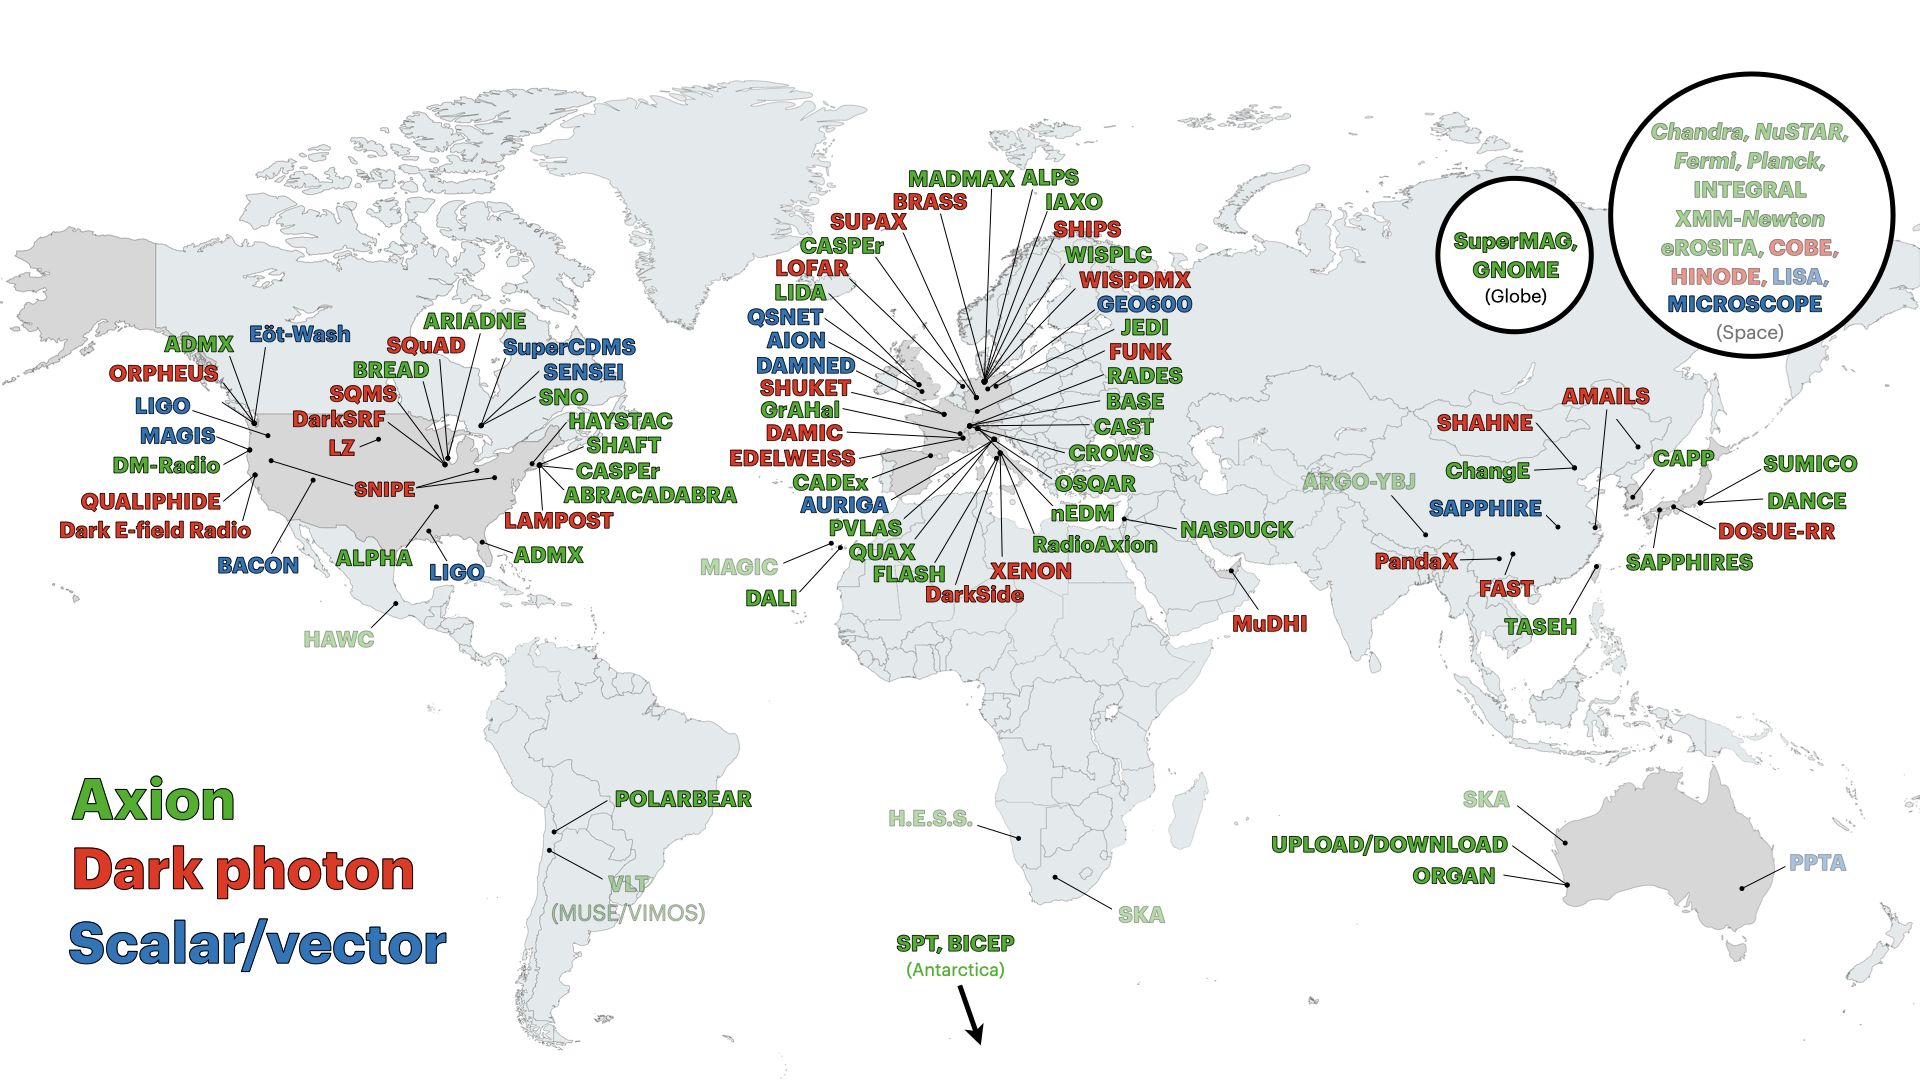 Chandra, NuSTAR,
Fermi, Planck,
INTEGRAL
XMM-Newton
eROSITA, COBE,
HINODE, LISA,
MICROSCOPE
(Space)
SuperMAG,
GNOME
(Globe)
ADMX
Eöt-Wash
ORPHEUS
LIGO
MAGIS
DM-Radio
QUALIPHIDE
Dark E-field Radio
BACON
ARIADNE
SQuAD
BREAD
SQMS
DarkSRF
LZ
SNIPE
SuperCDMS
SENSEI
SNO
HAYSTAC
SHAFT
CASPEr
ABRACADABRA
LAMPOST
ADMX
ALPHA
LIGO
HAWC
MADMAX
ALPS
BRASS
IAXO
SUPAX
SHIPS
CASPEr
WISPLC
LOFAR
WISPDMX
LIDA
GEO600
QSNET
JEDI
AION
FUNK
DAMNED
RADES
SHUKET
BASE
GrAHal
CAST
DAMIC
CROWS
EDELWEISS
OSQAR
CADEx
nEDM
AURIGA
RadioAxion
PVLAS
QUAX
FLASH
XENON
DarkSide
MAGIC
DALI
NASDUCK
MuDHI
AMAILS
SHAHNE
ChangE
CAPP
SUMICO
ARGO-YBJ
SAPPHIRE
DANCE
DOSUE-RR
PandaX
SAPPHIRES
FAST
TASEH
POLARBEAR
VLT
(MUSE/VIMOS)
H.E.S.S.
SKA
SKA
UPLOAD/DOWNLOAD
ORGAN
PPTA
SPT, BICEP
(Antarctica)
Axion
Dark photon
Scalar/vector